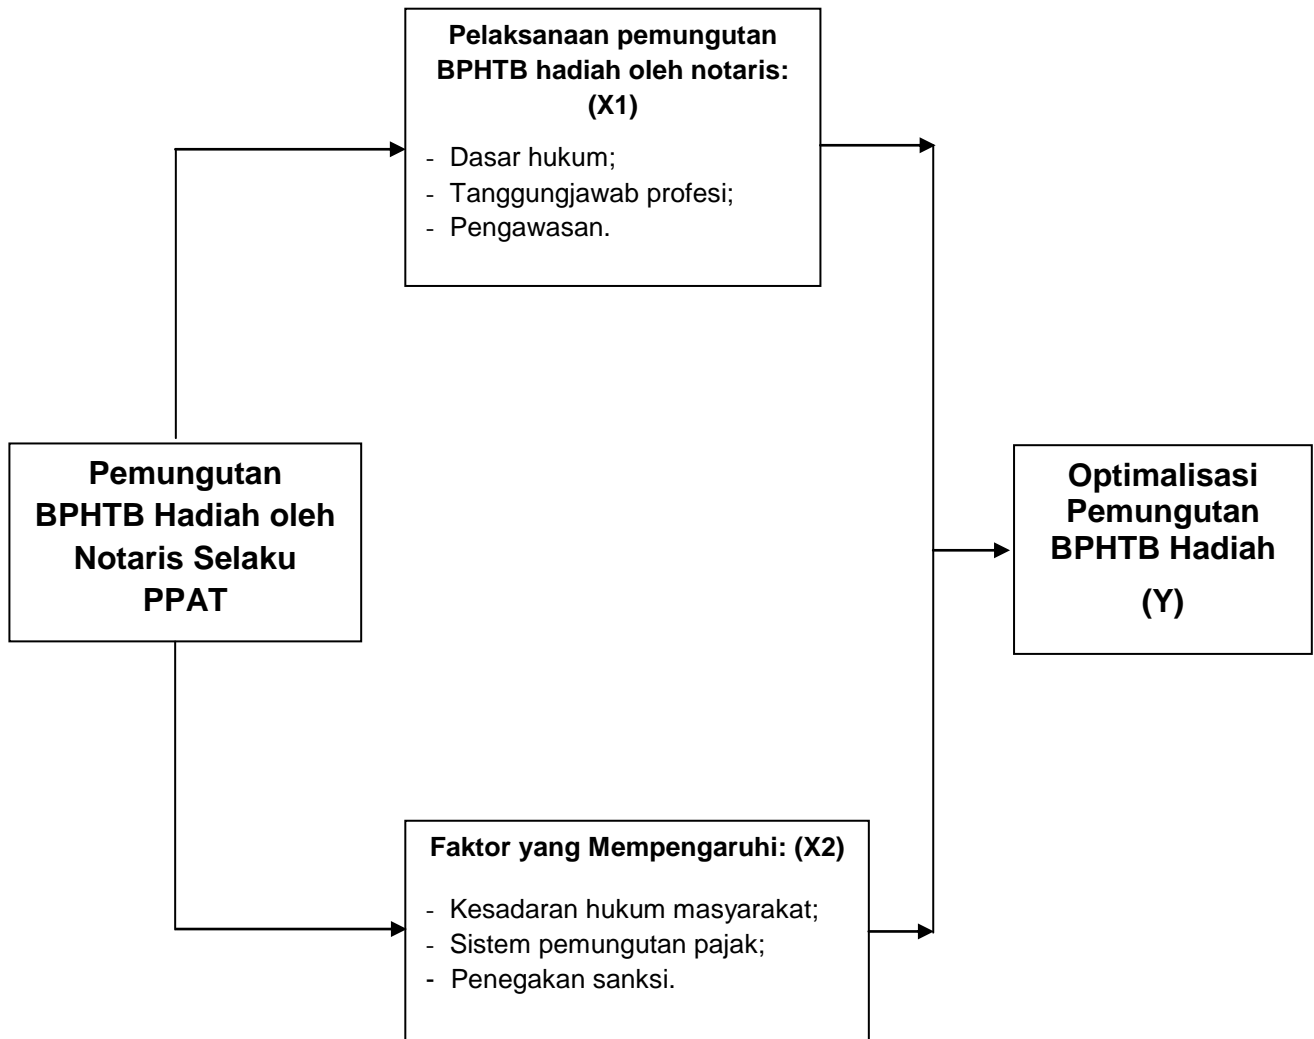 Pelaksanaan pemungutan
BPHTB hadiah oleh notaris:
(X1)
- Dasar hukum;
- Tanggungjawab profesi;
- Pengawasan.
Pemungutan
BPHTB Hadiah oleh
Notaris Selaku
PPAT
Optimalisasi
Pemungutan
BPHTB Hadiah
(Y)
Faktor yang Mempengaruhi: (X2)
- Kesadaran hukum masyarakat;
- Sistem pemungutan pajak;
- Penegakan sanksi.